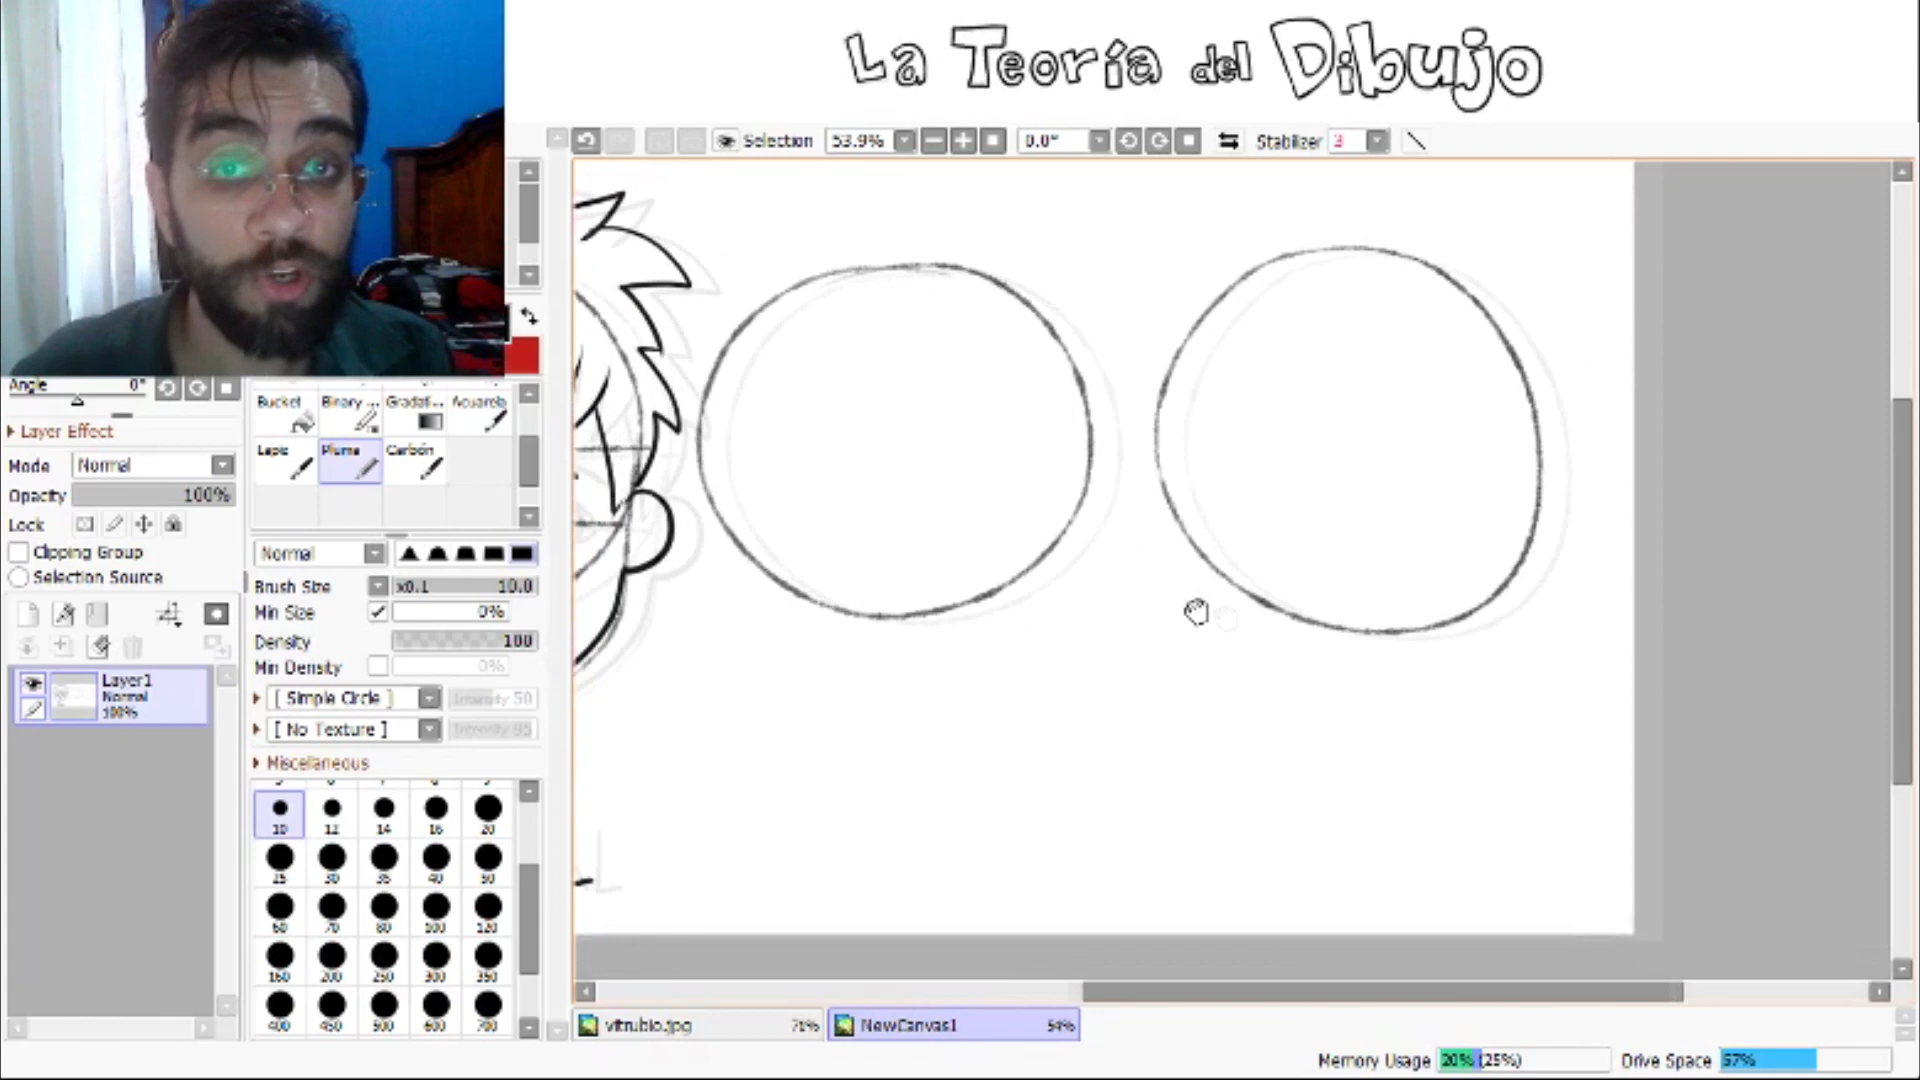 La Teoría del Dibujo
Selection 53.9% 0.0° Stabilizer 3
Angle 0°
Layer Effect
Mode Normal
Opacity 100%
Lock
Clipping Group
Selection Source
Layer1
Normal
100%
Bucket Binary ... Gradati... Acuarela
Lapiz Pluma Carbón
Normal
Brush Size x0.1 10.0
Min Size 0%
Density 100
Min Density 0%
[ Simple Circle ] Intensity 50
[ No Texture ] Intensity 95
Miscellaneous
10 12 14 16 20
25 30 35 40 50
60 70 80 100 120
160 200 250 300 350
400 450 500 600 700
vitrubio.jpg 71% NewCanvas1 54%
Memory Usage 20% (25%) Drive Space 57%